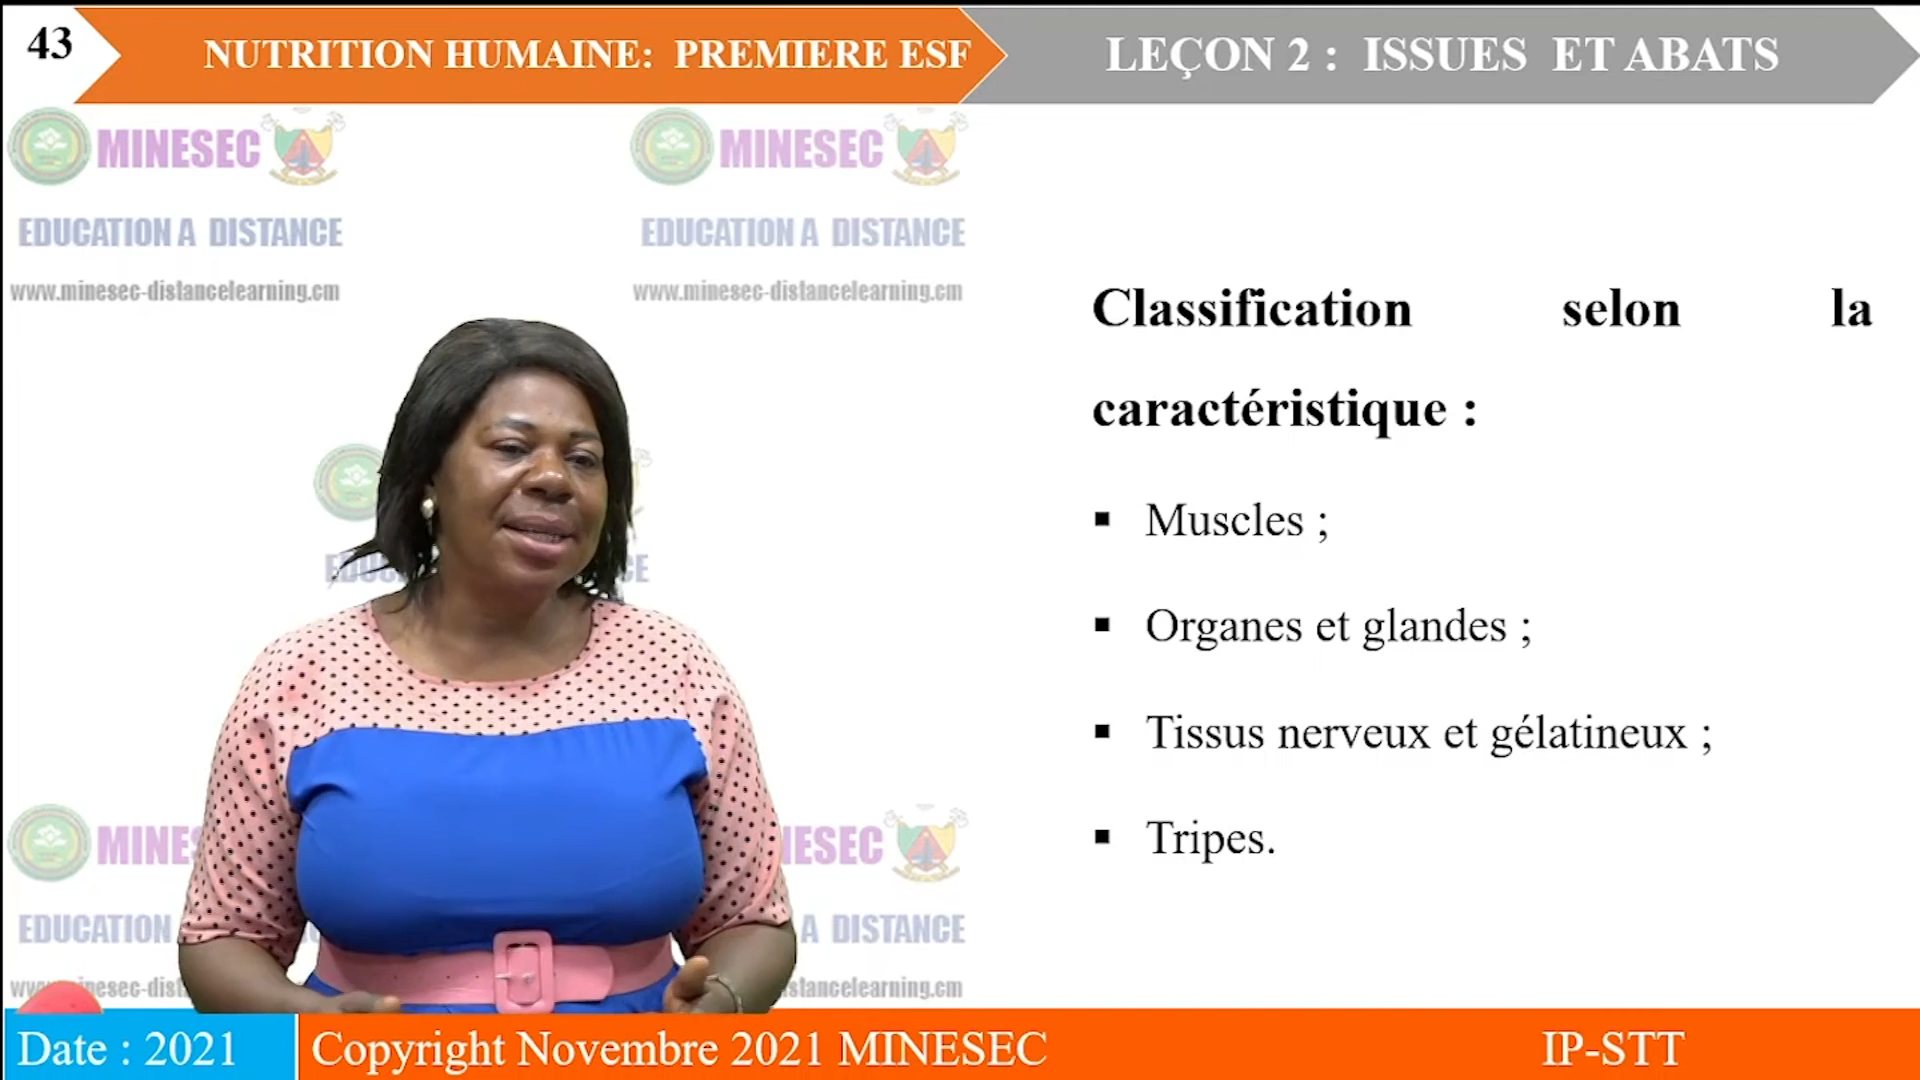 43
NUTRITION HUMAINE: PREMIERE ESF
LEÇON 2 : ISSUES ET ABATS
MINESEC
MINESEC
EDUCATION A DISTANCE
EDUCATION A DISTANCE
www.minesec-distancelearning.cm
www.minesec-distancelearning.cm
Classification selon la
caractéristique :
▪ Muscles ;
▪ Organes et glandes ;
▪ Tissus nerveux et gélatineux ;
▪ Tripes.
EDUCATION
A DISTANCE
Date : 2021
Copyright Novembre 2021 MINESEC
IP-STT